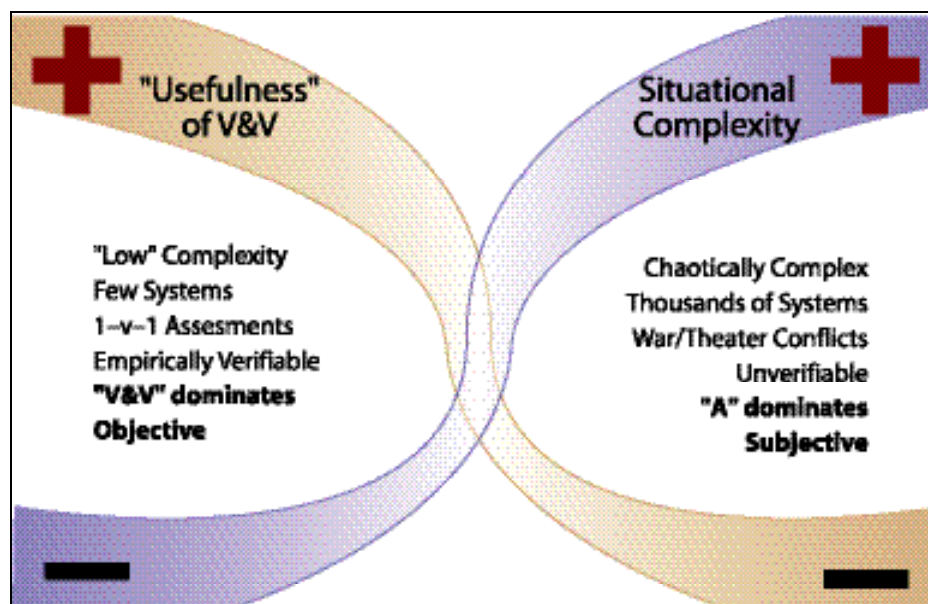 "Usefulness"
of V&V
Situational
Complexity
"Low" Complexity
Few Systems
1-v-1 Assesments
Empirically Verifiable
"V&V" dominates
Objective
Chaotically Complex
Thousands of Systems
War/Theater Conflicts
Unverifiable
"A" dominates
Subjective